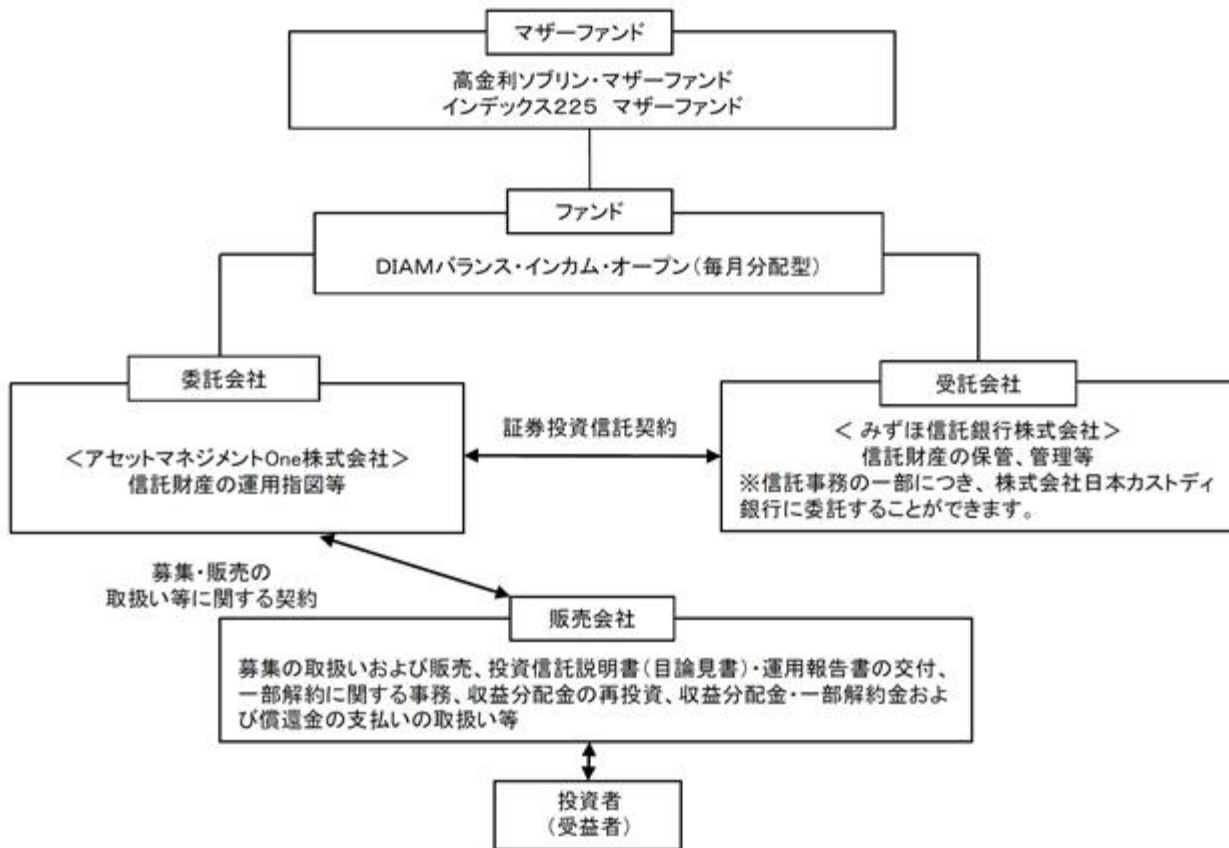 マザーファンド
高金利ソブリン・マザーファンド
インデックス225 マザーファンド
ファンド
DIAMバランス・インカム・オープン(毎月分配型)
委託会社
<アセットマネジメントOne株式会社>
信託財産の運用指図等
証券投資信託契約
受託会社
< みずほ信託銀行株式会社>
信託財産の保管、管理等
※信託事務の一部につき、株式会社日本カストディ
銀行に委託することができます。
募集・販売の
取扱い等に関する契約
販売会社
募集の取扱いおよび販売、投資信託説明書(目論見書)・運用報告書の交付、
一部解約に関する事務、収益分配金の再投資、収益分配金・一部解約金およ
び償還金の支払いの取扱い等
投資者
(受益者)